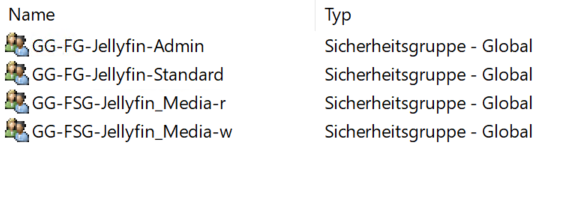 Name Typ
GG-FG-Jellyfin-Admin Sicherheitsgruppe - Global
GG-FG-Jellyfin-Standard Sicherheitsgruppe - Global
GG-FSG-Jellyfin_Media-r Sicherheitsgruppe - Global
GG-FSG-Jellyfin_Media-w Sicherheitsgruppe - Global